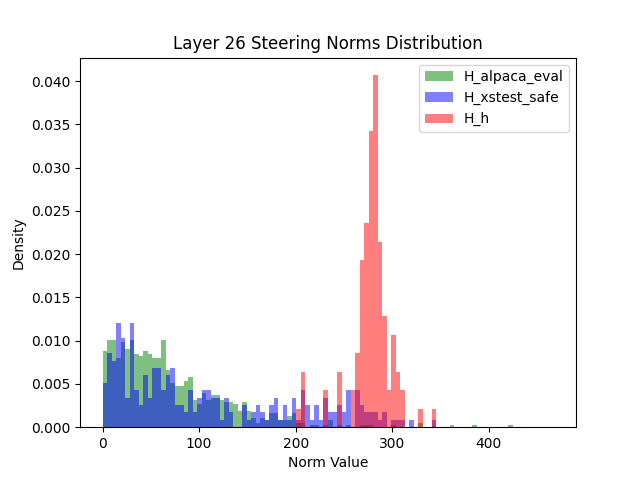 Layer 26 Steering Norms Distribution
H_alpaca_eval
H_xstest_safe
H_h
0.040
0.035
0.030
0.025
0.020
0.015
0.010
0.005
0.000
Density
0
100
200
300
400
Norm Value